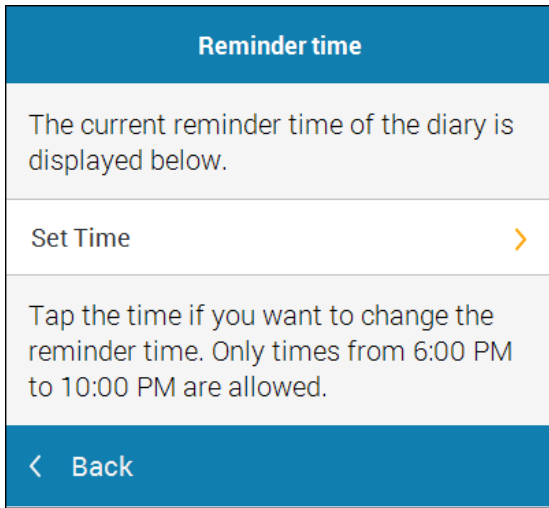 Reminder time
The current reminder time of the diary is
displayed below.
Set Time
Tap the time if you want to change the
reminder time. Only times from 6:00 PM
to 10:00 PM are allowed.
Back